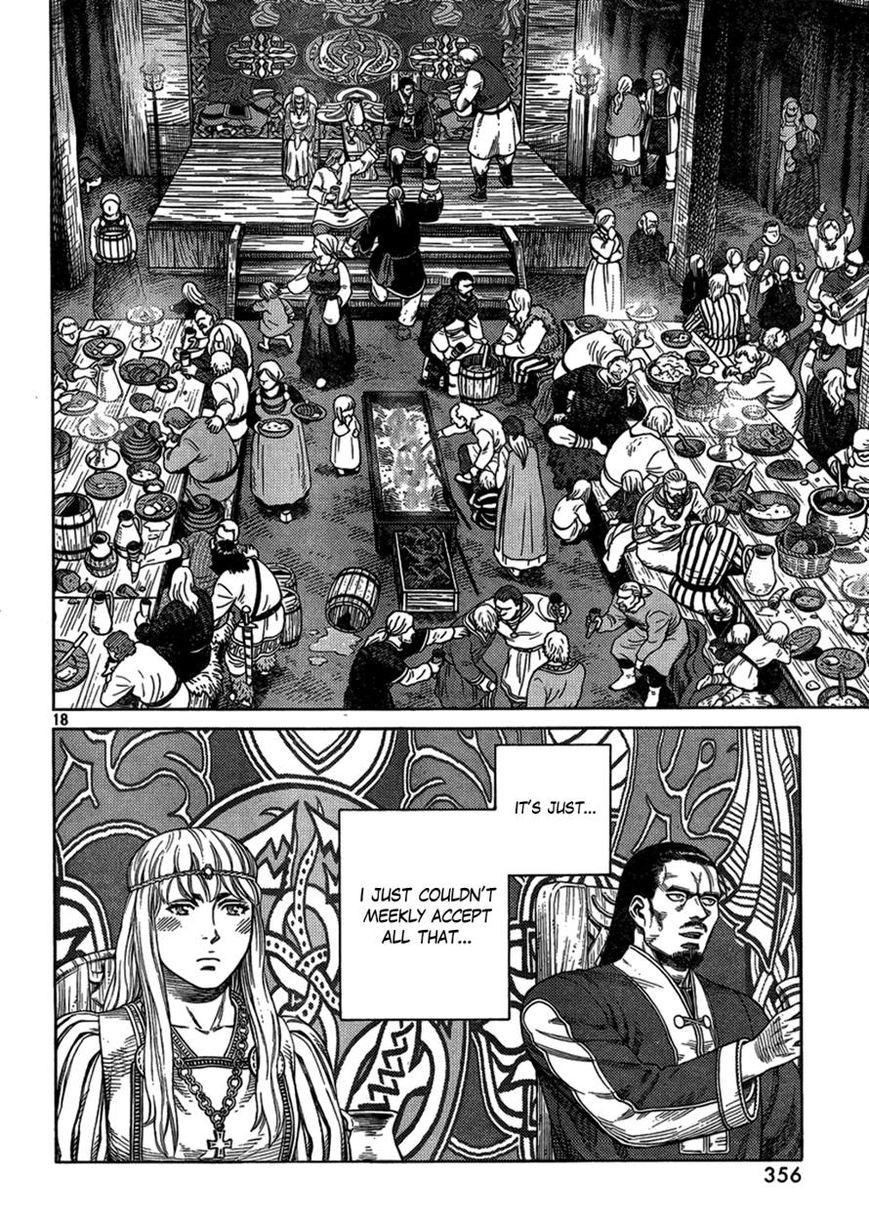 18
IT'S JUST...
I JUST COULDN'T
MEEKLY ACCEPT
ALL THAT...
356